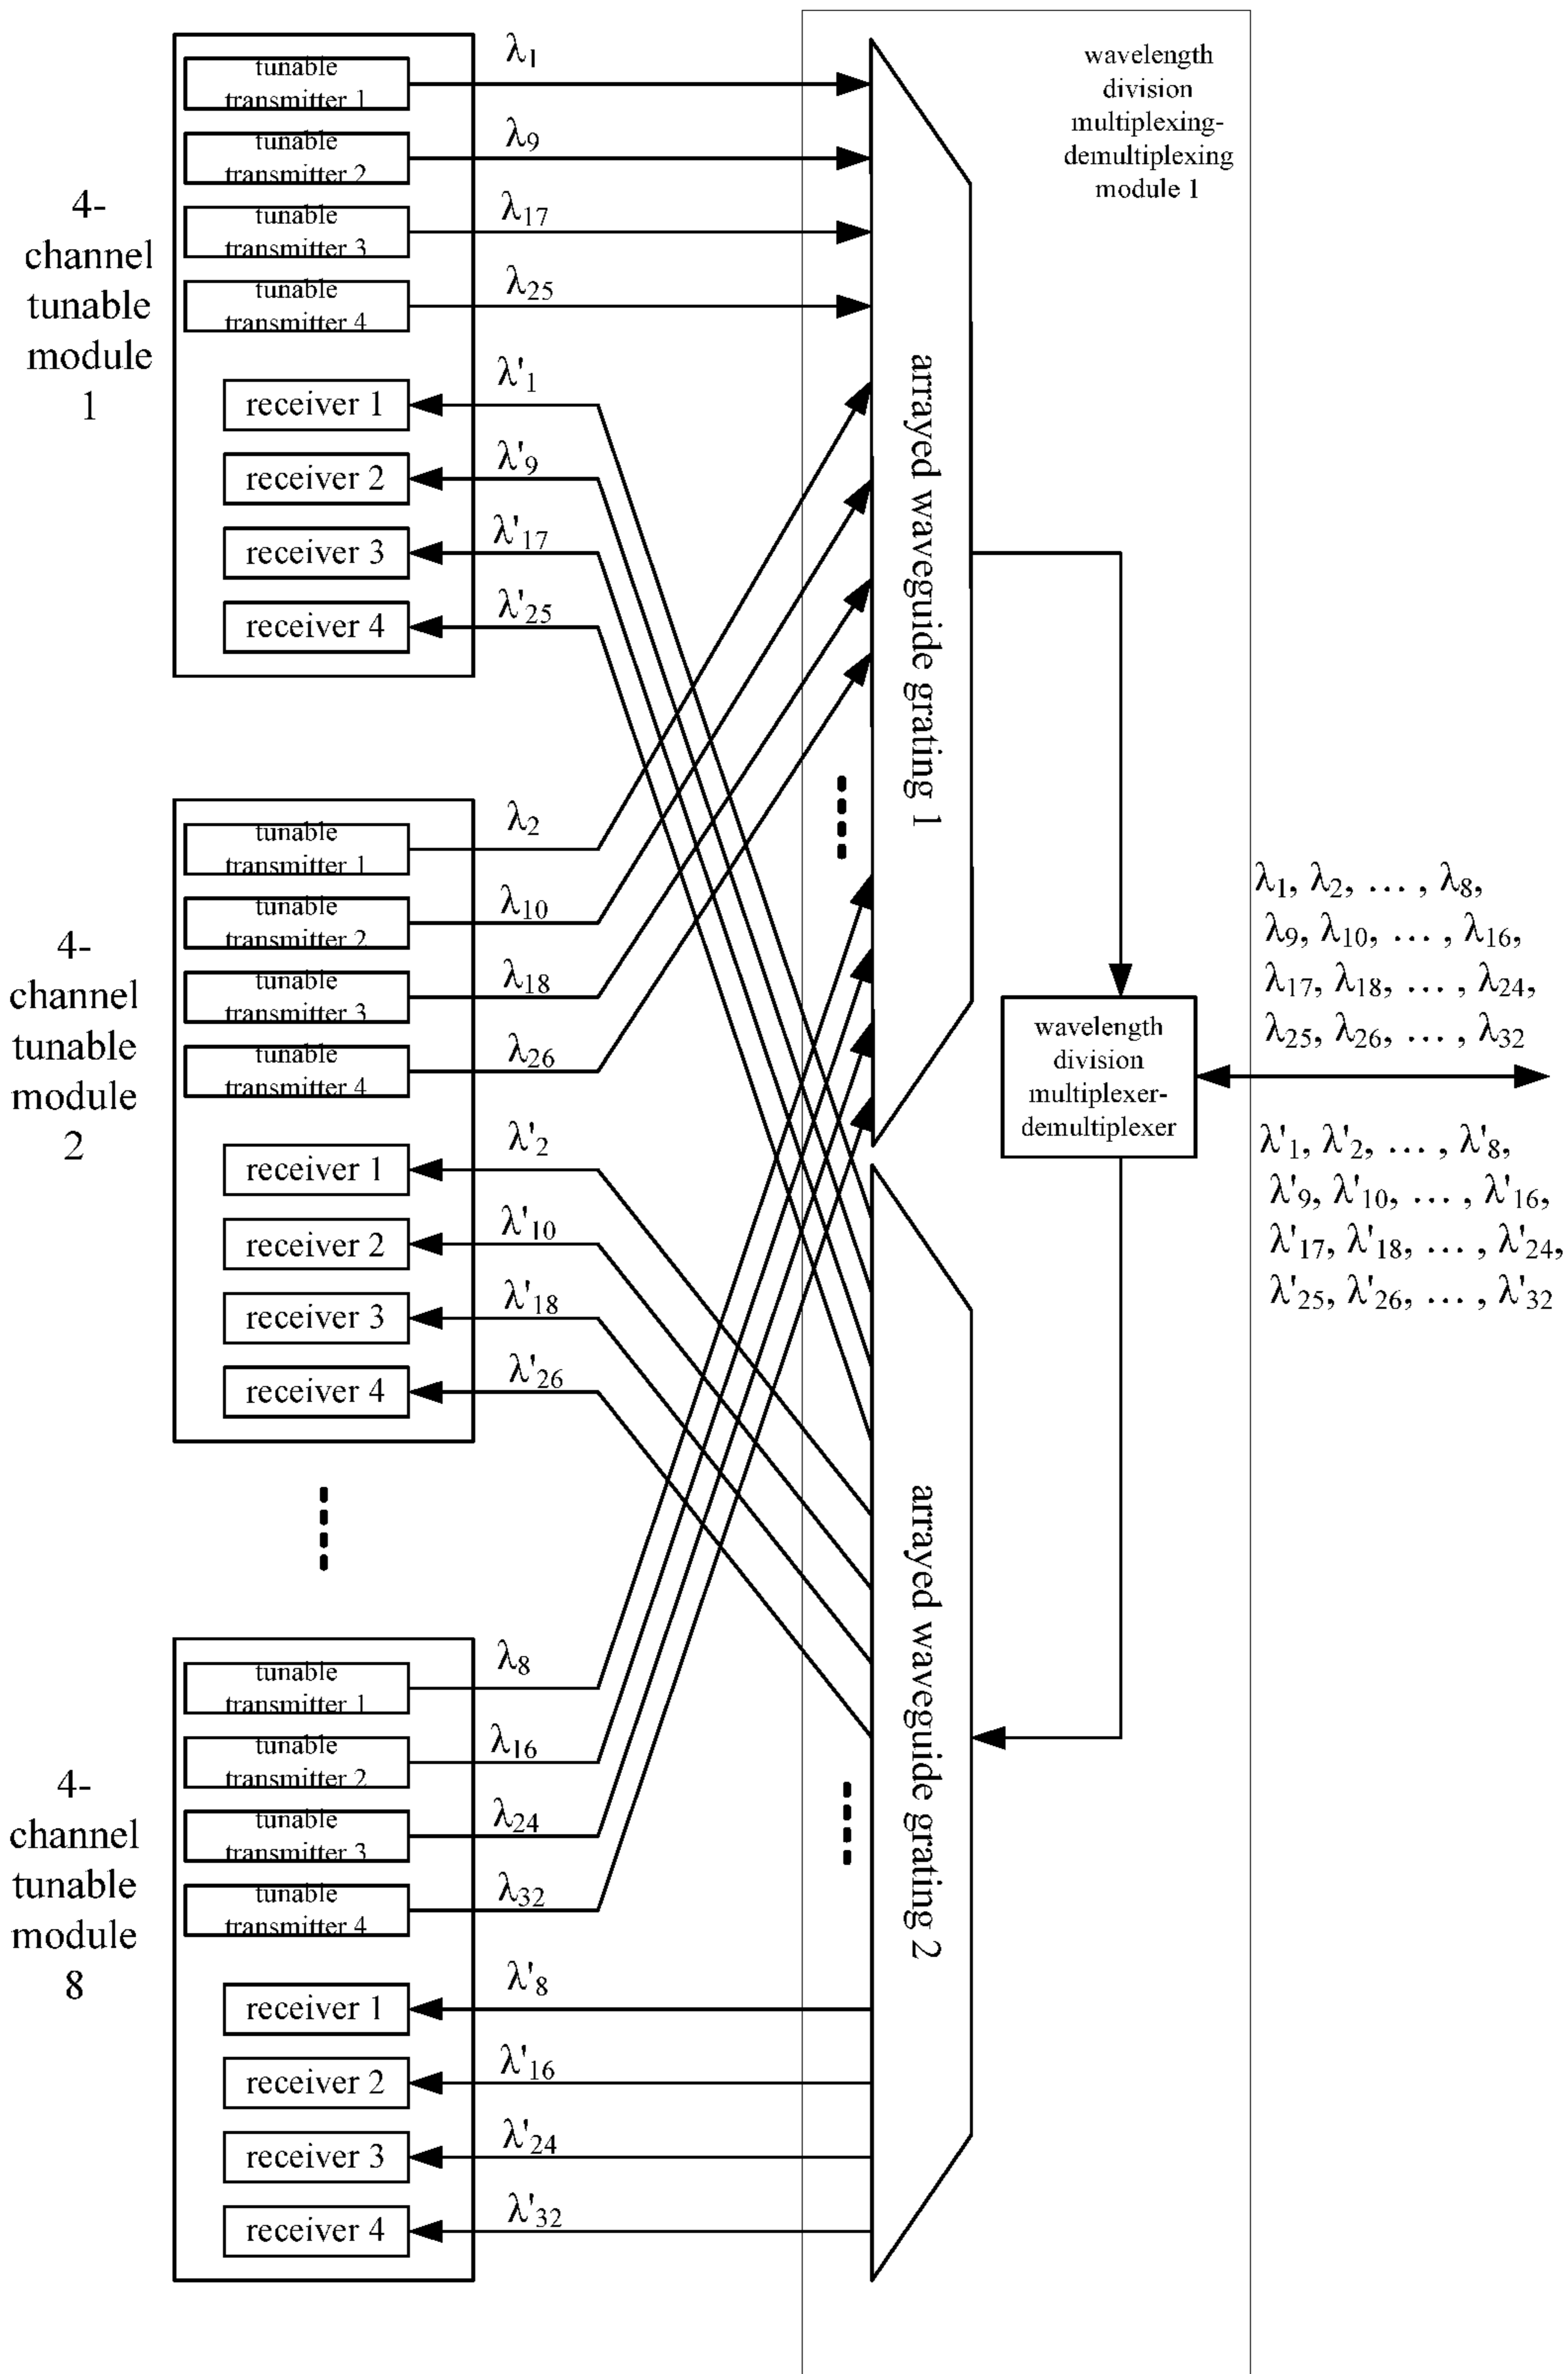 4-
channel
tunable
module
1
tunable
transmitter 1
λ1
tunable
transmitter 2
λ9
tunable
transmitter 3
λ17
tunable
transmitter 4
λ25
receiver 1
λ'1
receiver 2
λ'9
receiver 3
λ'17
receiver 4
λ'25
4-
channel
tunable
module
2
tunable
transmitter 1
λ2
tunable
transmitter 2
λ10
tunable
transmitter 3
λ18
tunable
transmitter 4
λ26
receiver 1
λ'2
receiver 2
λ'10
receiver 3
λ'18
receiver 4
λ'26
4-
channel
tunable
module
8
tunable
transmitter 1
λ8
tunable
transmitter 2
λ16
tunable
transmitter 3
λ24
tunable
transmitter 4
λ32
receiver 1
λ'8
receiver 2
λ'16
receiver 3
λ'24
receiver 4
λ'32
arrayed waveguide grating 1
arrayed waveguide grating 2
wavelength
division
multiplexing-
demultiplexing
module 1
wavelength
division
multiplexer-
demultiplexer
λ1, λ2, … , λ8,
λ9, λ10, … , λ16,
λ17, λ18, … , λ24,
λ25, λ26, … , λ32
λ'1, λ'2, … , λ'8,
λ'9, λ'10, … , λ'16,
λ'17, λ'18, … , λ'24,
λ'25, λ'26, … , λ'32